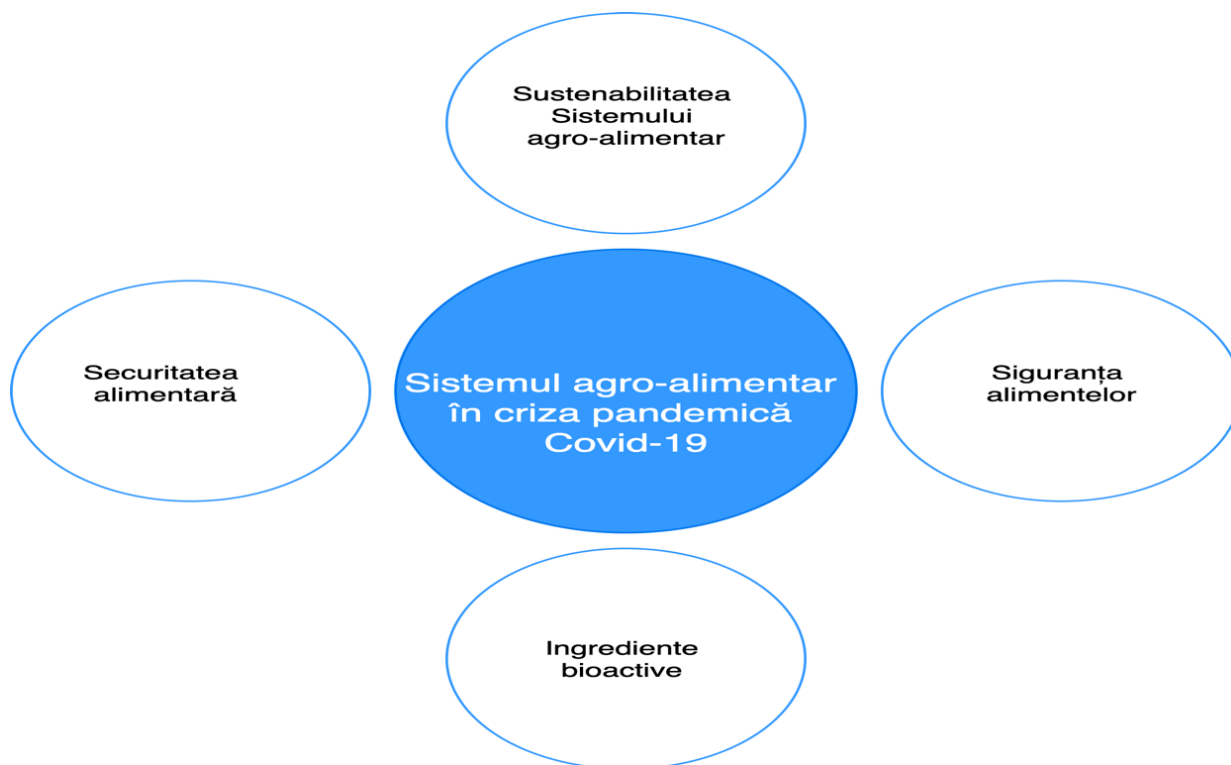 Sustenabilitatea
Sistemului
agro-alimentar
Securitatea
alimentară
Sistemul agro-alimentar
în criza pandemică
Covid-19
Siguranța
alimentelor
Ingrediente
bioactive